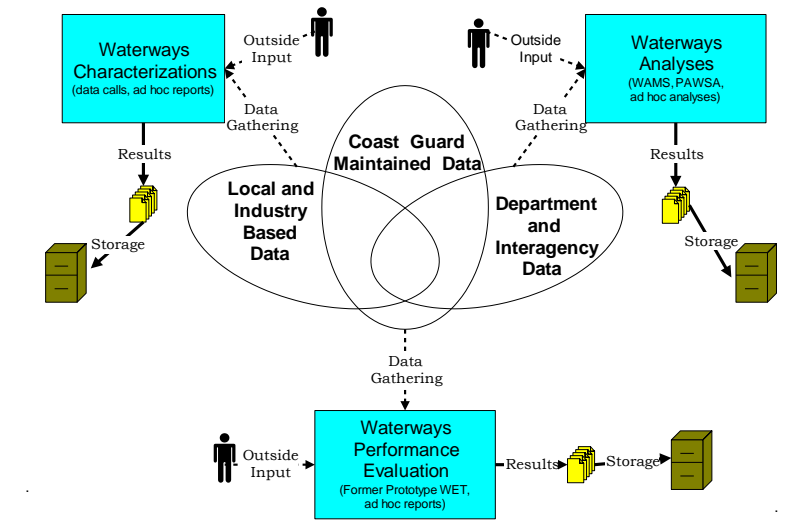 Waterways
Characterizations
(data calls, ad hoc reports)
Outside
Input
Outside
Input
Waterways
Analyses
(WAMS, PAWSA,
ad hoc analyses)
Data
Gathering
Data
Gathering
Coast Guard
Maintained Data
Results
Results
Local and
Industry
Based
Data
Department
and
Interagency
Data
Storage
Storage
Data
Gathering
Waterways
Performance
Evaluation
(Former Prototype WET,
ad hoc reports)
Outside
Input
Results
Storage